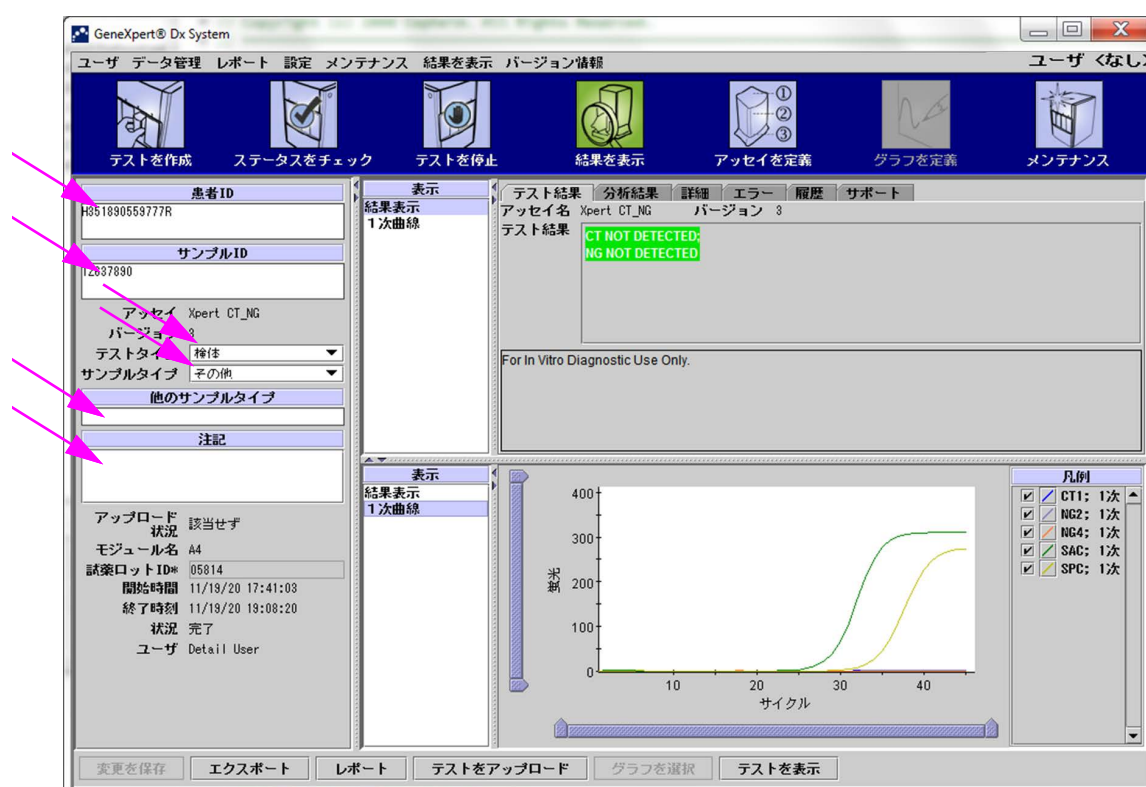 GeneXpert® Dx System
ユーザ データ管理 レポート 設定 メンテナンス 結果を表示 バージョン情報
ユーザ <なし>
テストを作成 ステータスをチェック テストを停止 結果を表示 アッセイを定義 グラフを定義 メンテナンス
患者ID
H351890559777R
サンプルID
TZ637890
アッセイ Xpert CT_NG
バージョン 3
テストタイプ 検体
サンプルタイプ その他
他のサンプルタイプ
注記
アップロード
状況 該当せず
モジュール名 A4
試薬ロットID* 05814
開始時間 11/19/20 17:41:03
終了時刻 11/19/20 19:08:20
状況 完了
ユーザ Detail User
表示
結果表示
1次曲線
テスト結果 分析結果 詳細 エラー 履歴 サポート
アッセイ名 Xpert CT_NG バージョン 3
テスト結果
CT NOT DETECTED;
NG NOT DETECTED
For In Vitro Diagnostic Use Only.
表示
結果表示
1次曲線
蛍光
400
300
200
100
0
10 20 30 40
サイクル
凡例
CT1; 1次
NG2; 1次
NG4; 1次
SAC; 1次
SPC; 1次
変更を保存 エクスポート レポート テストをアップロード グラフを選択 テストを表示